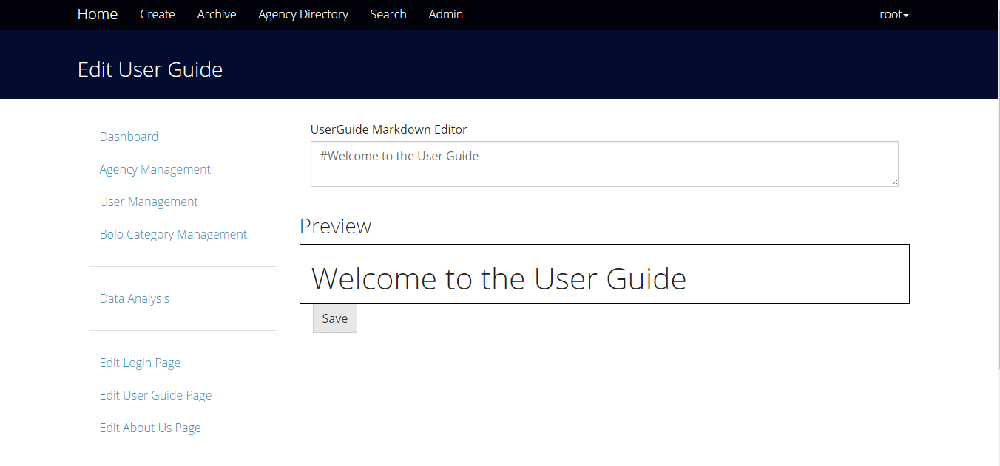 Home Create Archive Agency Directory Search Admin root
Edit User Guide
Dashboard
Agency Management
User Management
Bolo Category Management
Data Analysis
Edit Login Page
Edit User Guide Page
Edit About Us Page
UserGuide Markdown Editor
#Welcome to the User Guide
Preview
Welcome to the User Guide
Save